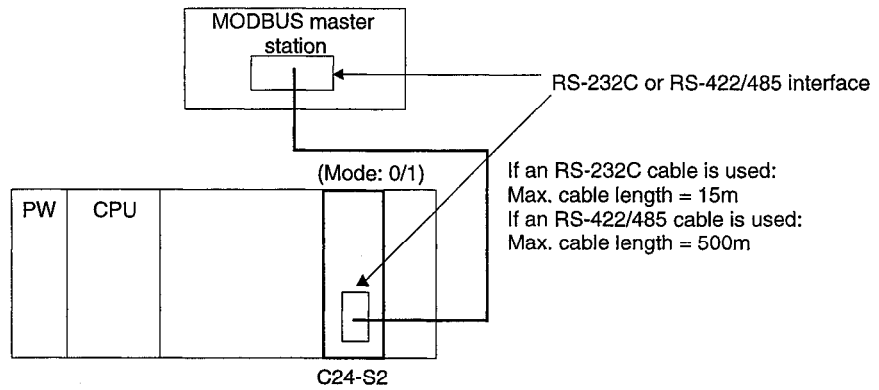 MODBUS master
station
RS-232C or RS-422/485 interface
(Mode: 0/1)
If an RS-232C cable is used:
Max. cable length = 15m
If an RS-422/485 cable is used:
Max. cable length = 500m
PW
CPU
C24-S2